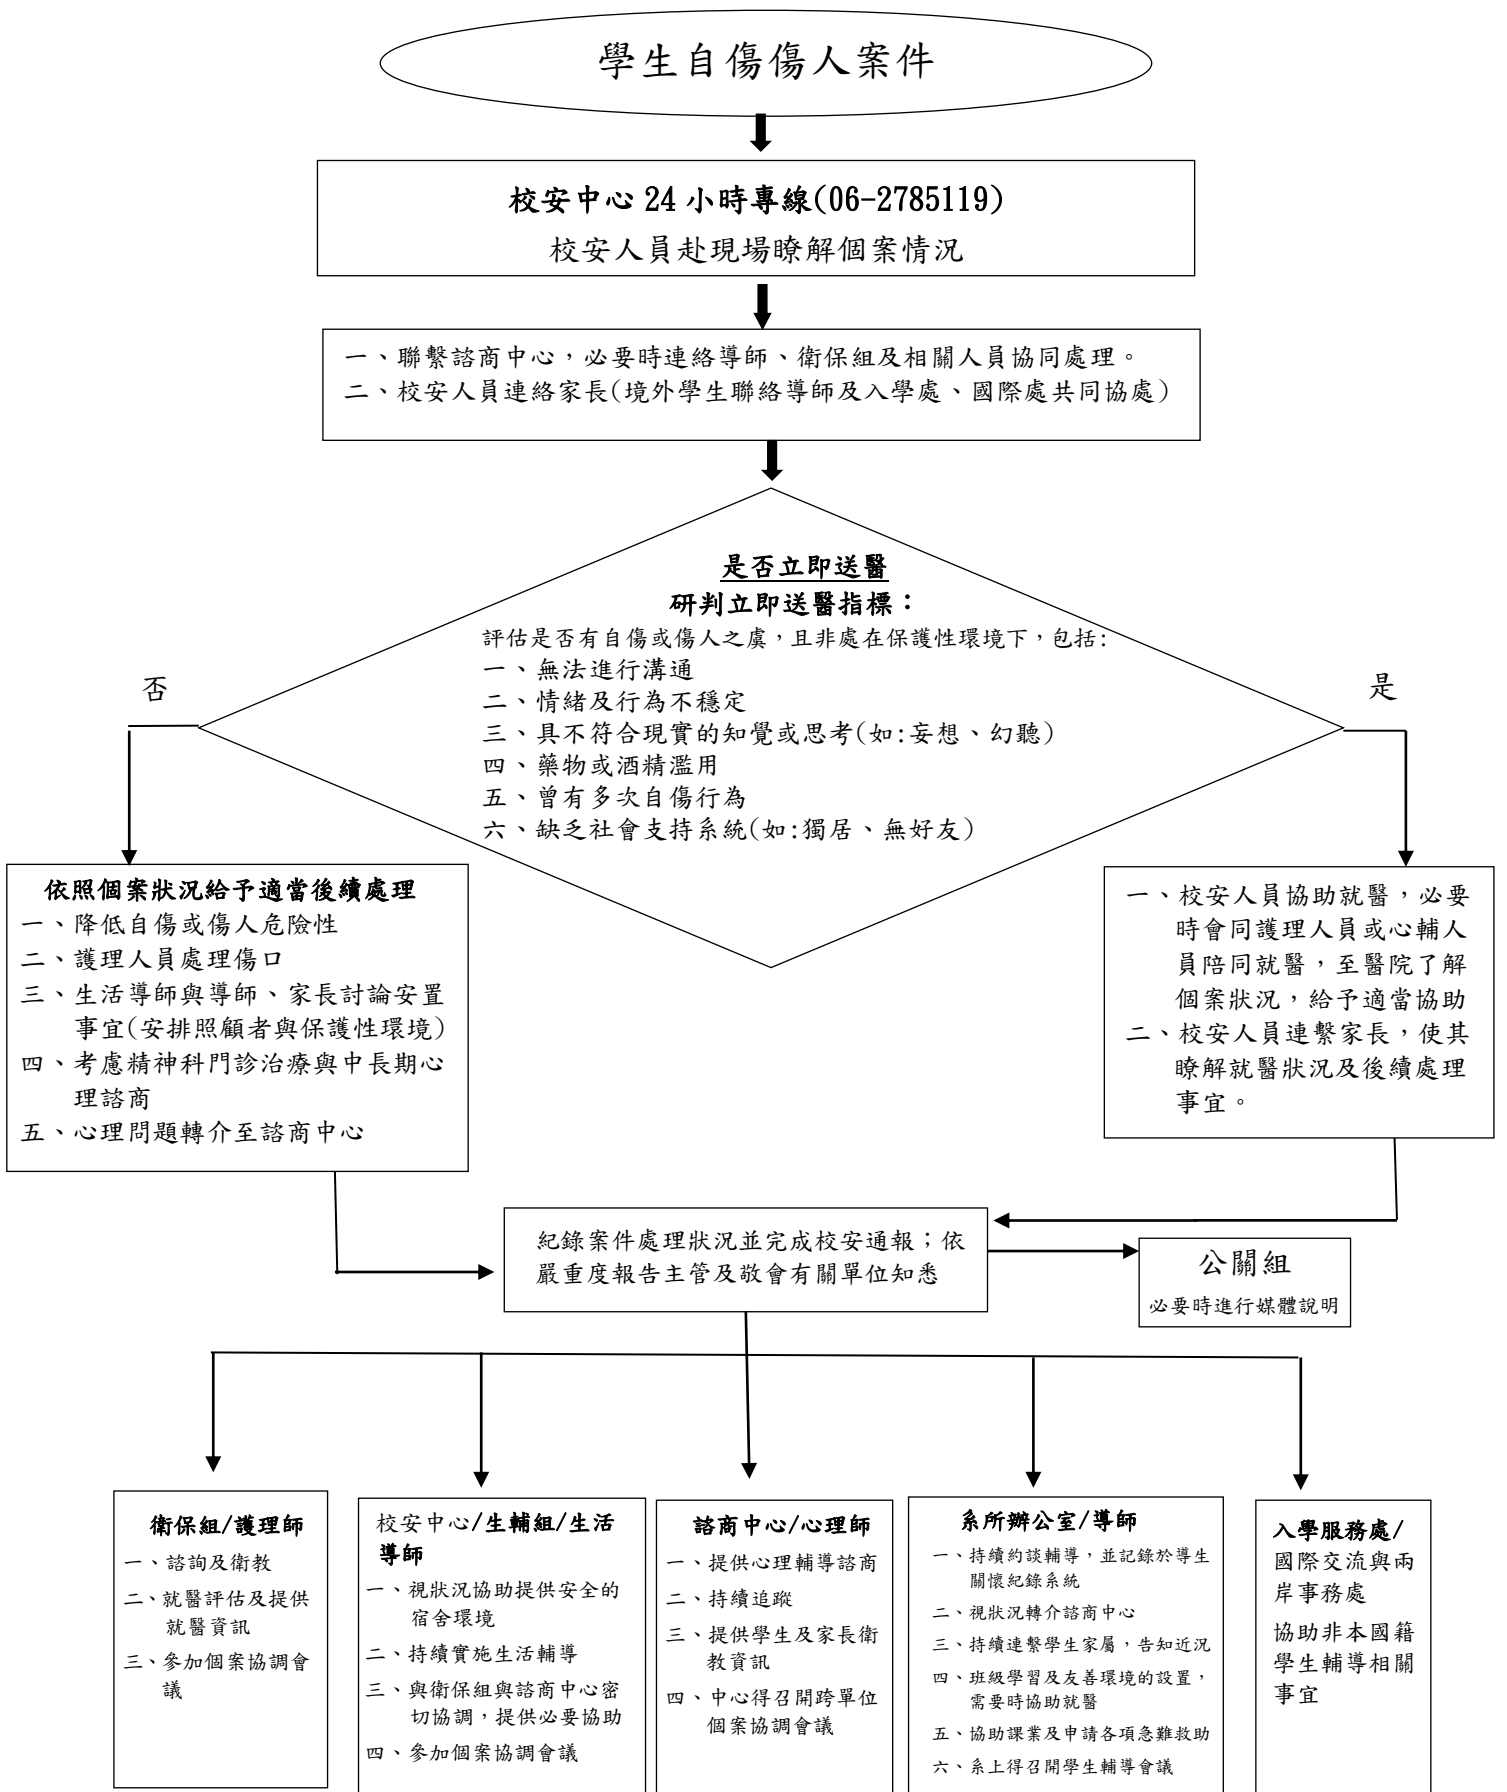 學生自傷傷人案件
校安中心 24 小時專線(06-2785119)
校安人員赴現場瞭解個案情況
一、聯繫諮商中心，必要時連絡導師、衛保組及相關人員協同處理。
二、校安人員連絡家長(境外學生聯絡導師及入學處、國際處共同協處)
是否立即送醫
研判立即送醫指標：
評估是否有自傷或傷人之虞，且非處在保護性環境下，包括:
一、無法進行溝通
二、情緒及行為不穩定
三、具不符合現實的知覺或思考(如:妄想、幻聽)
四、藥物或酒精濫用
五、曾有多次自傷行為
六、缺乏社會支持系統(如:獨居、無好友)
否
是
依照個案狀況給予適當後續處理
一、降低自傷或傷人危險性
二、護理人員處理傷口
三、生活導師與導師、家長討論安置
事宜(安排照顧者與保護性環境)
四、考慮精神科門診治療與中長期心
理諮商
五、心理問題轉介至諮商中心
一、校安人員協助就醫，必要
時會同護理人員或心輔人
員陪同就醫，至醫院了解
個案狀況，給予適當協助
二、校安人員連繫家長，使其
瞭解就醫狀況及後續處理
事宜。
紀錄案件處理狀況並完成校安通報；依
嚴重度報告主管及敬會有關單位知悉
公關組
必要時進行媒體說明
衛保組/護理師
一、諮詢及衛教
二、就醫評估及提供
就醫資訊
三、參加個案協調會
議
校安中心/生輔組/生活
導師
一、視狀況協助提供安全的
宿舍環境
二、持續實施生活輔導
三、與衛保組與諮商中心密
切協調，提供必要協助
四、參加個案協調會議
諮商中心/心理師
一、提供心理輔導諮商
二、持續追蹤
三、提供學生及家長衛
教資訊
四、中心得召開跨單位
個案協調會議
系所辦公室/導師
一、持續約談輔導，並記錄於導生
關懷紀錄系統
二、視狀況轉介諮商中心
三、持續連繫學生家屬，告知近況
四、班級學習及友善環境的設置，
需要時協助就醫
五、協助課業及申請各項急難救助
六、系上得召開學生輔導會議
入學服務處/
國際交流與兩
岸事務處
協助非本國籍
學生輔導相關
事宜